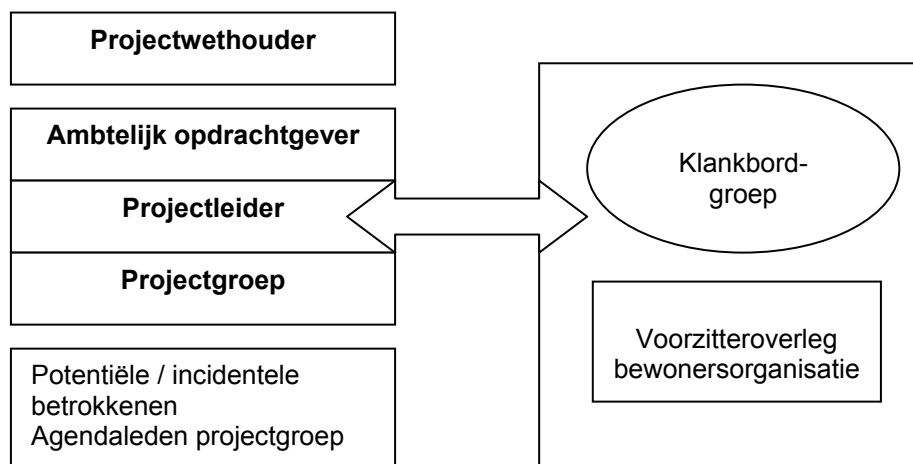 Projectwethouder
Ambtelijk opdrachtgever
Projectleider
Projectgroep
Potentiële / incidentele
betrokkenen
Agendaleden projectgroep
Klankbord-
groep
Voorzitteroverleg
bewonersorganisatie